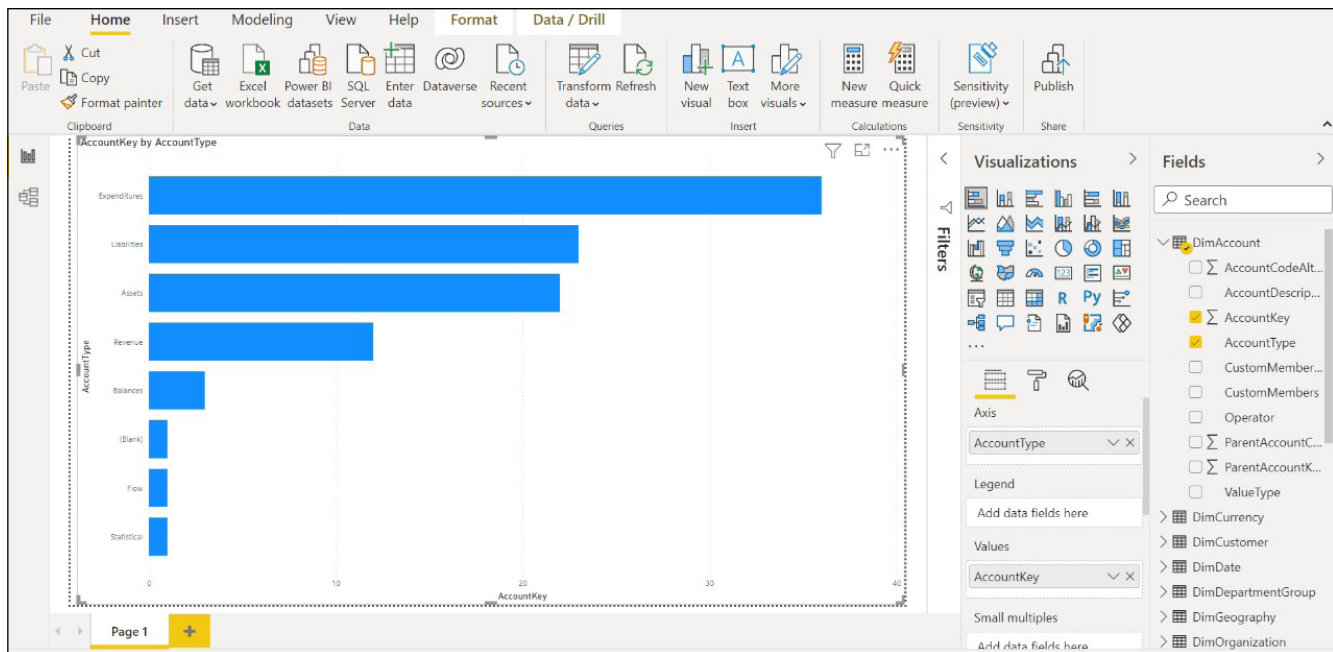 File Home Insert Modeling View Help Format Data / Drill
Paste
Cut
Copy
Format painter
Clipboard
Get data
Excel workbook
Power BI datasets
SQL Server
Enter data
Dataverse
Recent sources
Data
Transform data
Refresh
Queries
New visual
Text box
More visuals
Insert
New measure
Quick measure
Calculations
Sensitivity (preview)
Sensitivity
Publish
Share
AccountKey by AccountType
AccountType
Expenditures
Liabilities
Assets
Revenue
Balances
(Blank)
Flow
Statistical
0 10 20 30 40
AccountKey
Page 1
Filters
Visualizations
123
R Py
...
Axis
AccountType
Legend
Add data fields here
Values
AccountKey
Small multiples
Add data fields here
Fields
Search
DimAccount
AccountCodeAlt...
AccountDescrip...
AccountKey
AccountType
CustomMember...
CustomMembers
Operator
ParentAccountC...
ParentAccountK...
ValueType
DimCurrency
DimCustomer
DimDate
DimDepartmentGroup
DimGeography
DimOrganization